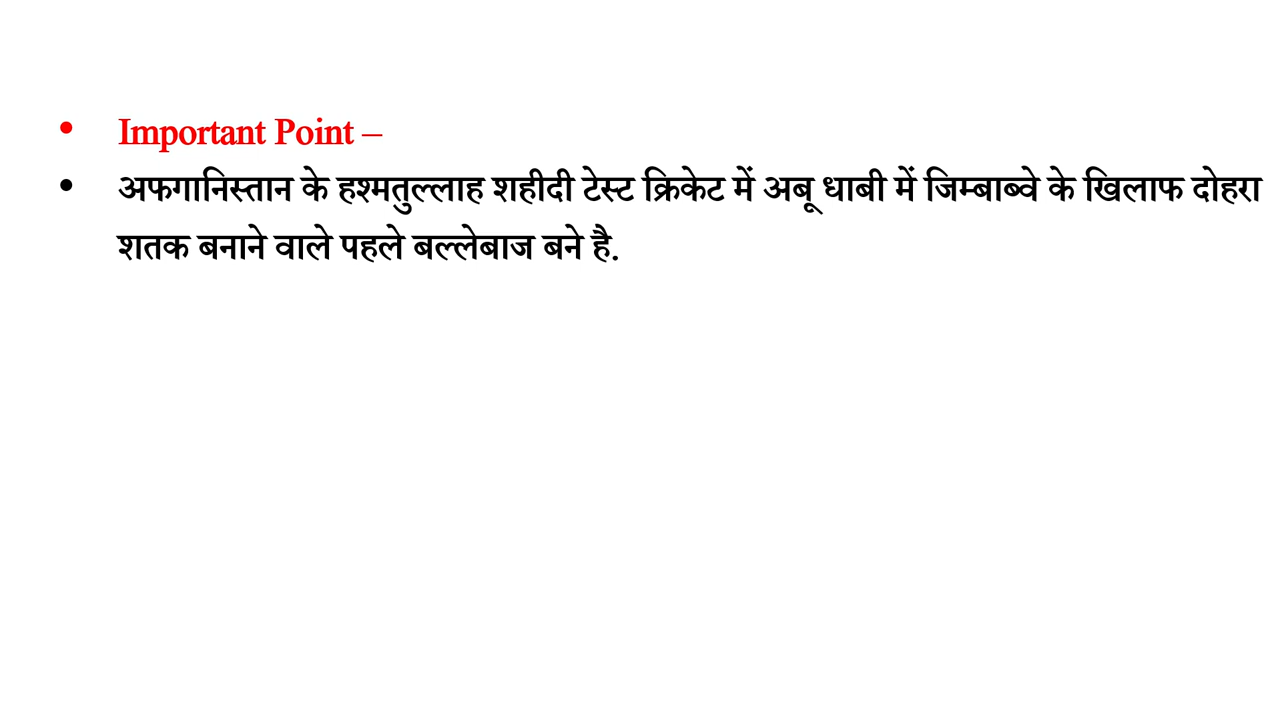 • Important Point –
• अफगानिस्तान के हश्मतुल्लाह शहीदी टेस्ट क्रिकेट में अबू धाबी में जिम्बाब्वे के खिलाफ दोहरा
शतक बनाने वाले पहले बल्लेबाज बने है.